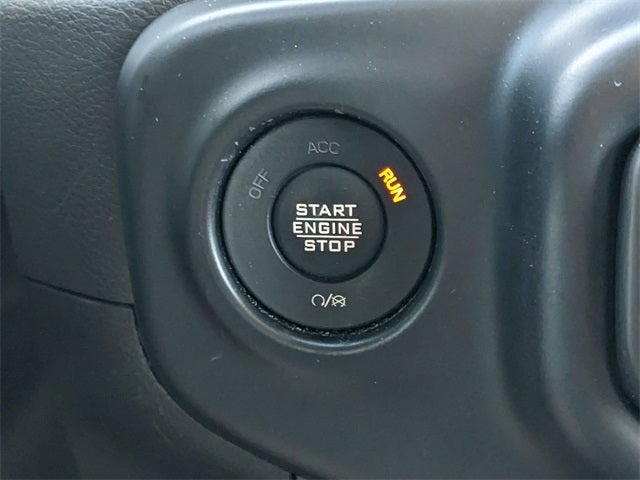 OFF
ACC
RUN
START
ENGINE
STOP